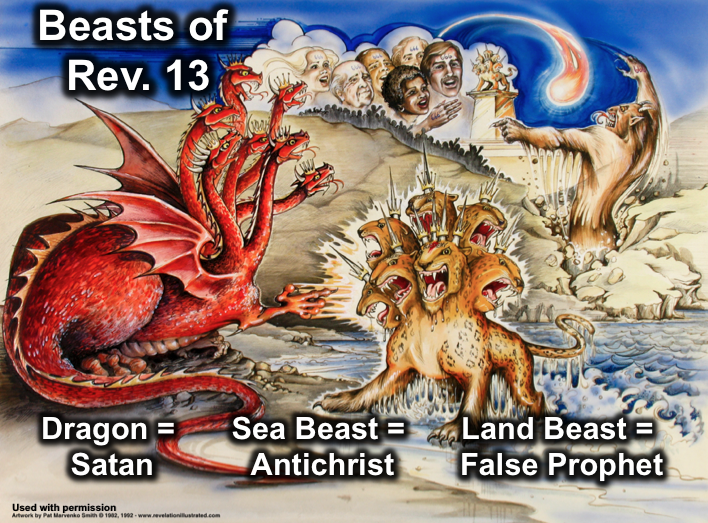 Beasts of
Rev. 13
Dragon =
Satan
Sea Beast =
Antichrist
Land Beast =
False Prophet
Used with permission
Artwork by Pat Marvenko Smith © 1982, 1992 - www.revelationillustrated.com